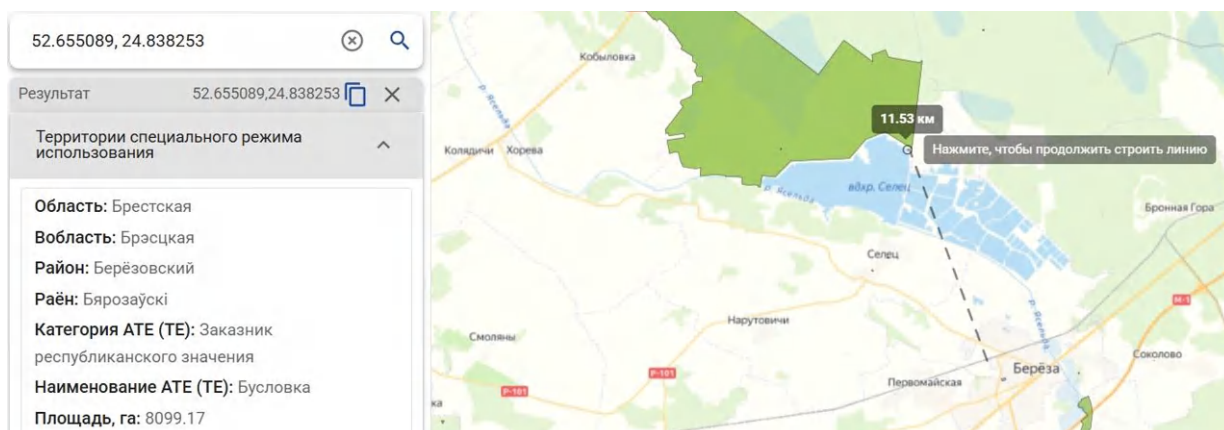 52.655089, 24.838253
Результат 52.655089,24.838253
Территории специального режима
использования
Область: Брестская
Вобласть: Брэсцкая
Район: Берёзовский
Раён: Бярозаўскі
Категория АТЕ (ТЕ): Заказник
республиканского значения
Наименование АТЕ (ТЕ): Бусловка
Площадь, га: 8099.17
Кобыловка
р. Ясельда
11.53 км
Нажмите, чтобы продолжить строить линию
Колядичи Хорева
р. Ясельда
вдхр. Селец
Бронная Гора
Селец
М-1
Нарутовичи
р. Ясельда
Смоляны
Соколово
Р-101
Берёза
Первомайская
Р-101
ка